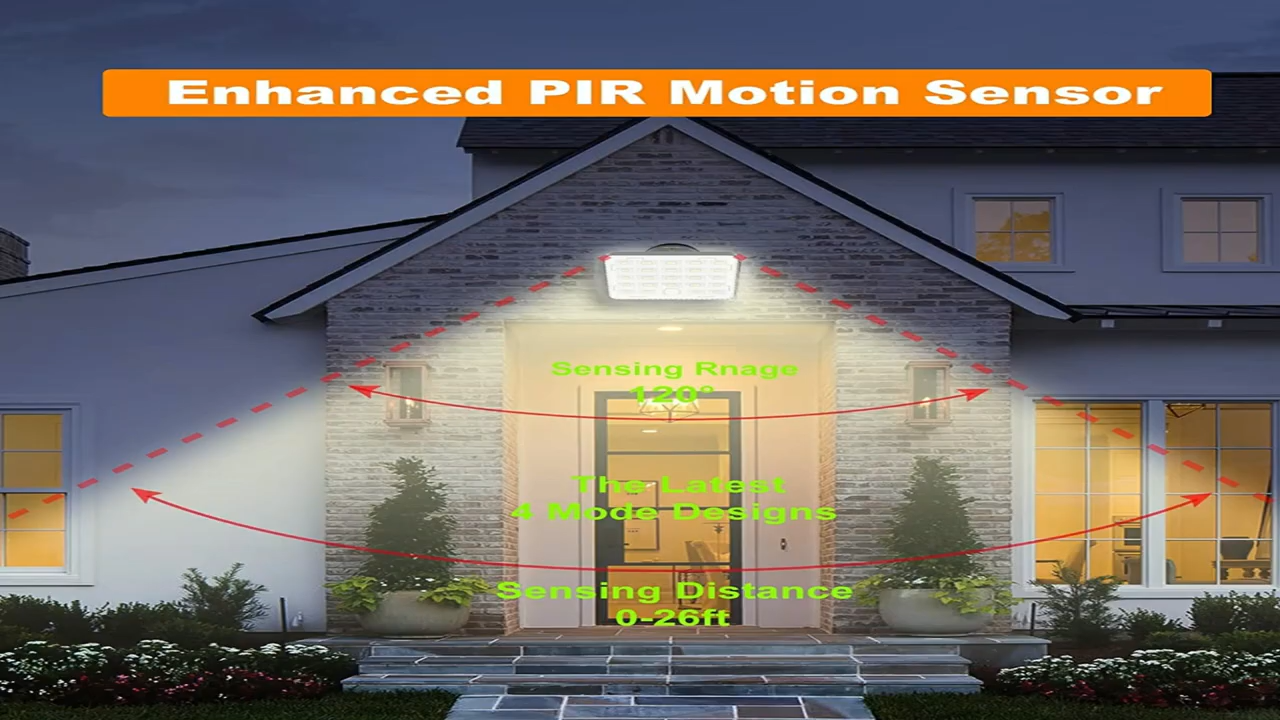 Enhanced PIR Motion Sensor
Sensing Rnage
120°
The Latest
4 Mode Designs
Sensing Distance
0-26ft